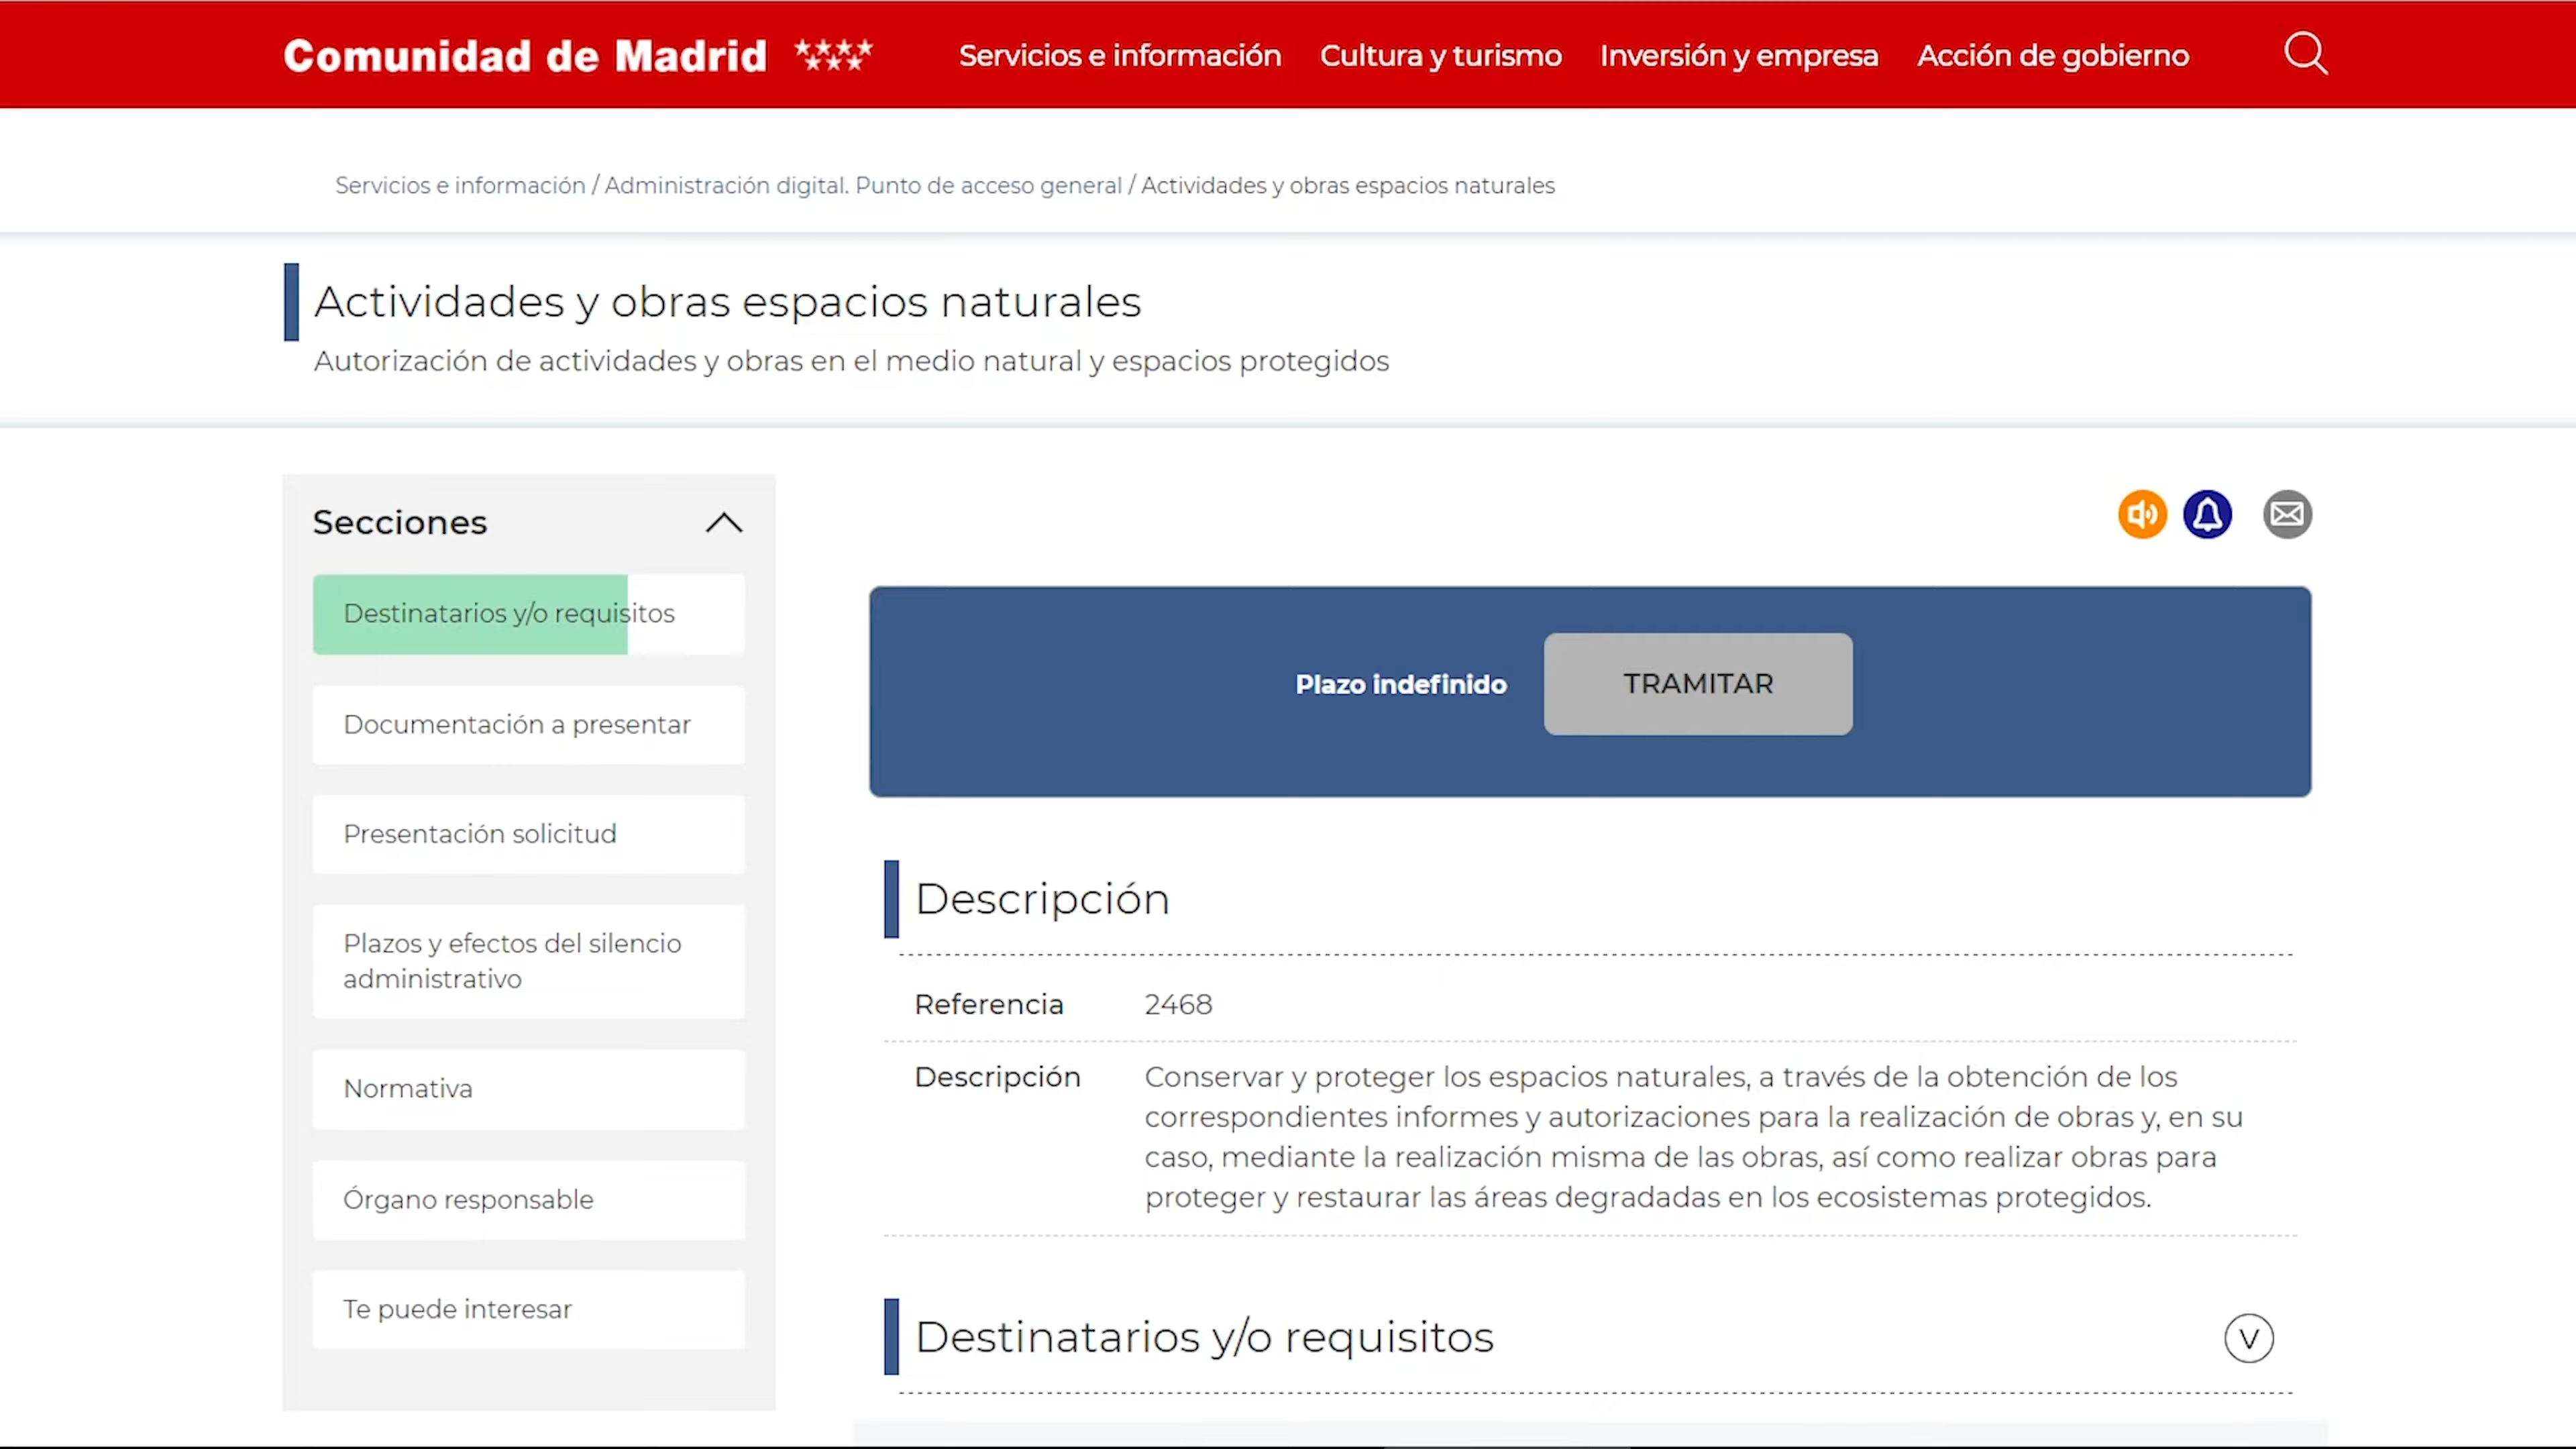 Comunidad de Madrid
Servicios e información
Cultura y turismo
Inversión y empresa
Acción de gobierno
Servicios e información / Administración digital. Punto de acceso general / Actividades y obras espacios naturales
Actividades y obras espacios naturales
Autorización de actividades y obras en el medio natural y espacios protegidos
Secciones
Destinatarios y/o requisitos
Documentación a presentar
Presentación solicitud
Plazos y efectos del silencio
administrativo
Normativa
Órgano responsable
Te puede interesar
Plazo indefinido
TRAMITAR
Descripción
Referencia 2468
Descripción Conservar y proteger los espacios naturales, a través de la obtención de los
correspondientes informes y autorizaciones para la realización de obras y, en su
caso, mediante la realización misma de las obras, así como realizar obras para
proteger y restaurar las áreas degradadas en los ecosistemas protegidos.
Destinatarios y/o requisitos